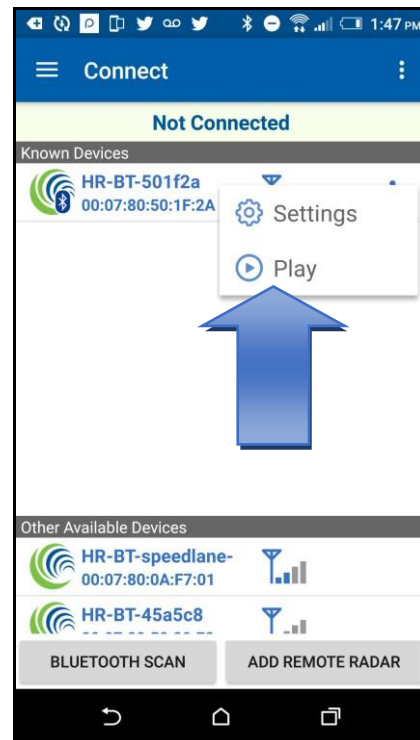 1:47 PM
Connect
Not Connected
Known Devices
HR-BT-501f2a
00:07:80:50:1F:2A
Settings
Play
Other Available Devices
HR-BT-speedlane-
00:07:80:0A:F7:01
HR-BT-45a5c8
BLUETOOTH SCAN
ADD REMOTE RADAR